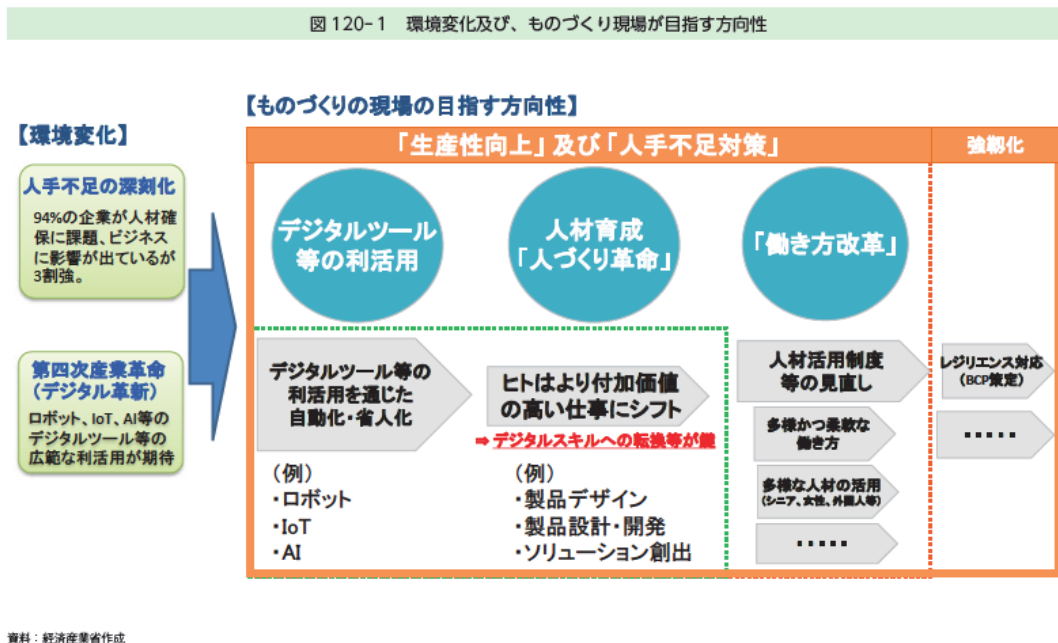 図 120-1 環境変化及び、ものづくり現場が目指す方向性
【環境変化】
人手不足の深刻化
94%の企業が人材確
保に課題、ビジネス
に影響が出ているが
3割強。
第四次産業革命
(デジタル革新)
ロボット、IoT、AI等の
デジタルツール等の
広範な利活用が期待
【ものづくりの現場の目指す方向性】
「生産性向上」及び「人手不足対策」
強靱化
デジタルツール
等の利活用
人材育成
「人づくり革命」
「働き方改革」
デジタルツール等の
利活用を通じた
自動化・省人化
(例)
・ロボット
・IoT
・AI
ヒトはより付加価値
の高い仕事にシフト
➡ デジタルスキルへの転換等が鍵
(例)
・製品デザイン
・製品設計・開発
・ソリューション創出
人材活用制度
等の見直し
多様かつ柔軟な
働き方
多様な人材の活用
(シニア、女性、外国人等)
・・・・・
レジリエンス対応
(BCP策定)
・・・・・
資料：経済産業省作成